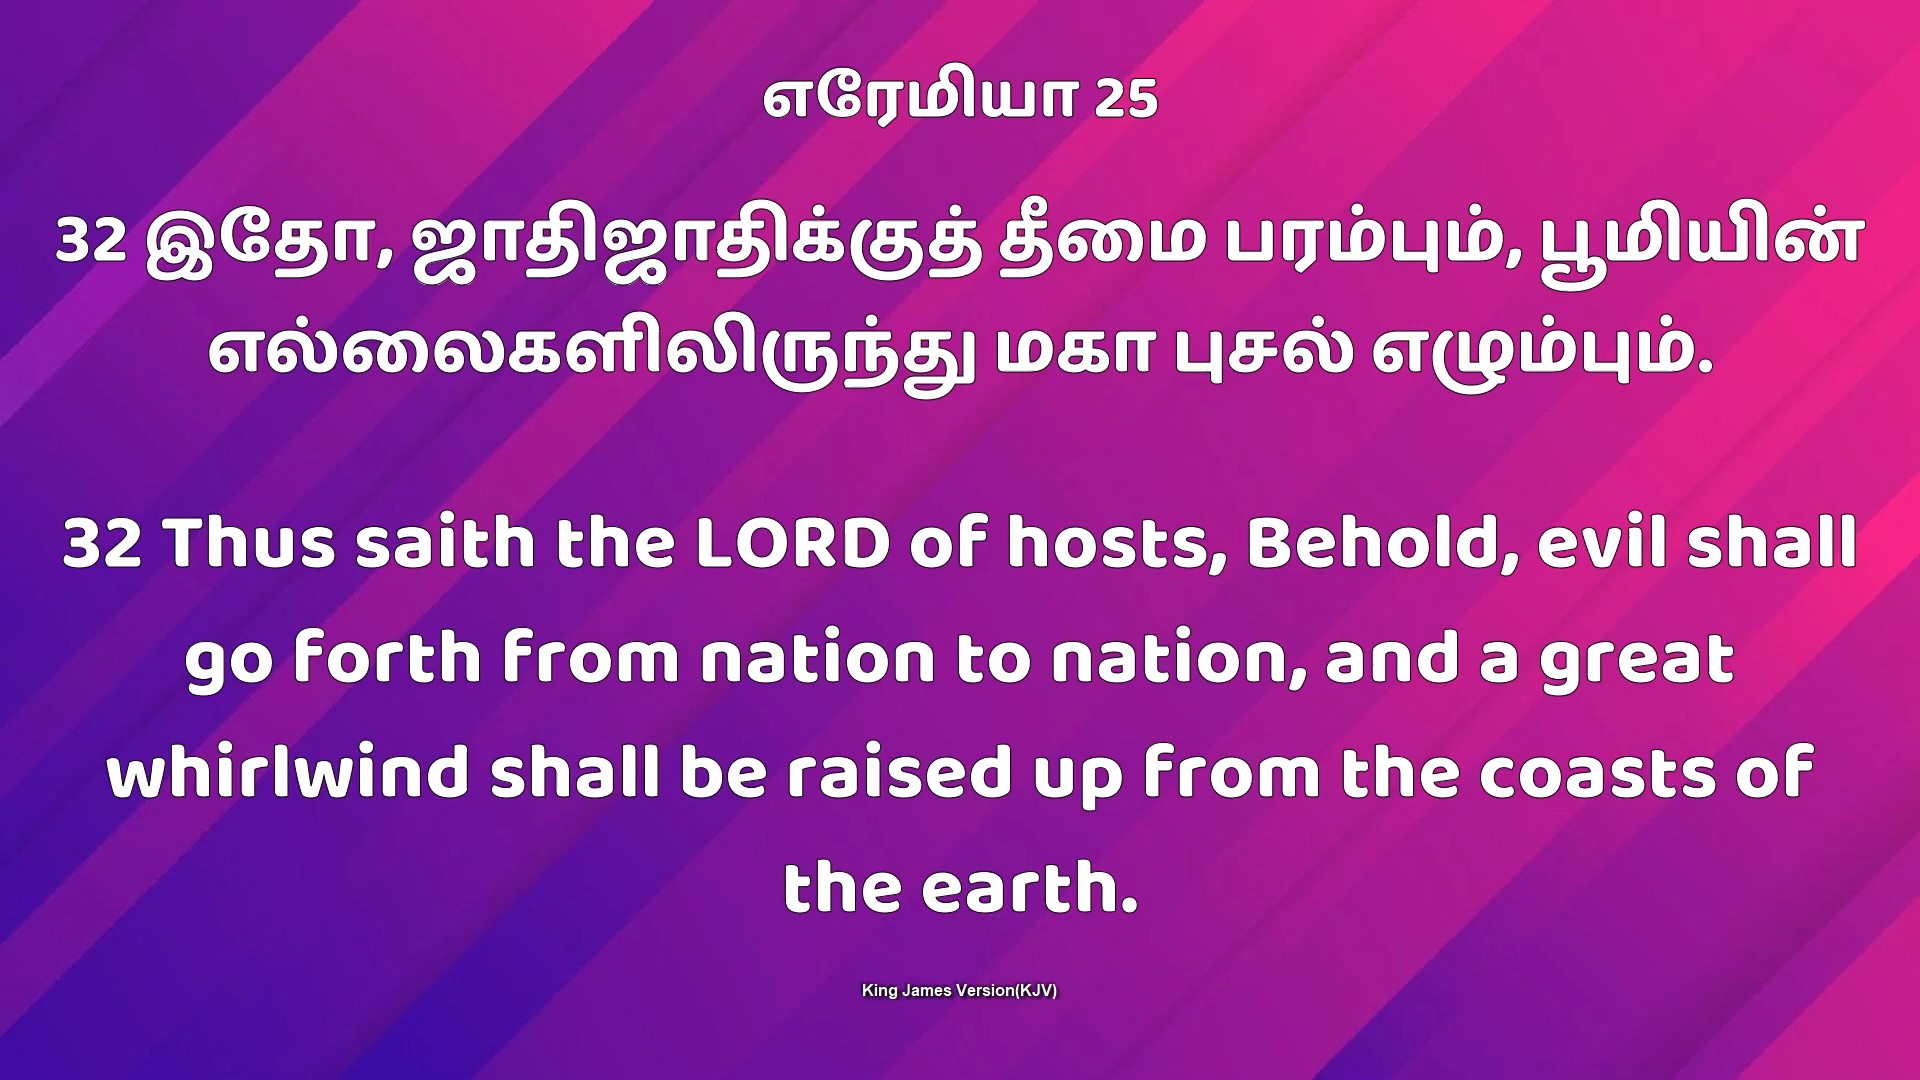 எரேமியா 25
32 இதோ, ஜாதிஜாதிக்குத் தீமை பரம்பும், பூமியின்
எல்லைகளிலிருந்து மகா புசல் எழும்பும்.
32 Thus saith the LORD of hosts, Behold, evil shall
go forth from nation to nation, and a great
whirlwind shall be raised up from the coasts of
the earth.
King James Version(KJV)